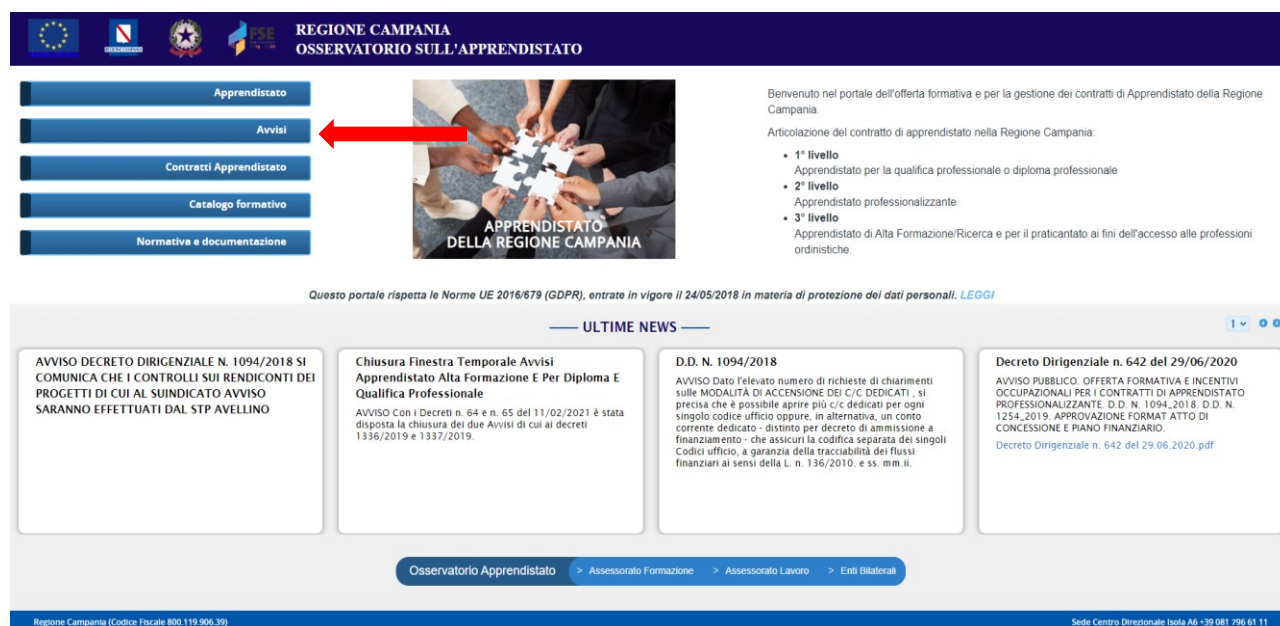 FSE
REGIONE CAMPANIA
OSSERVATORIO SULL'APPRENDISTATO
Apprendistato
Avvisi
Contratti Apprendistato
Catalogo formativo
Normativa e documentazione
APPRENDISTATO
DELLA REGIONE CAMPANIA
Benvenuto nel portale dell'offerta formativa e per la gestione dei contratti di Apprendistato della Regione
Campania.
Articolazione del contratto di apprendistato nella Regione Campania:
• 1° livello
Apprendistato per la qualifica professionale o diploma professionale
• 2° livello
Apprendistato professionalizzante
• 3° livello
Apprendistato di Alta Formazione/Ricerca e per il praticantato ai fini dell'accesso alle professioni
ordinistiche.
Questo portale rispetta le Norme UE 2016/679 (GDPR), entrate in vigore il 24/05/2018 in materia di protezione dei dati personali. LEGGI
ULTIME NEWS
1
AVVISO DECRETO DIRIGENZIALE N. 1094/2018 SI
COMUNICA CHE I CONTROLLI SUI RENDICONTI DEI
PROGETTI DI CUI AL SUINDICATO AVVISO
SARANNO EFFETTUATI DAL STP AVELLINO
Chiusura Finestra Temporale Avvisi
Apprendistato Alta Formazione E Per Diploma E
Qualifica Professionale
AVVISO Con i Decreti n. 64 e n. 65 del 11/02/2021 è stata
disposta la chiusura dei due Avvisi di cui ai decreti
1336/2019 e 1337/2019.
D.D. N. 1094/2018
AVVISO Dato l'elevato numero di richieste di chiarimenti
sulle MODALITÀ DI ACCENSIONE DEI C/C DEDICATI , si
precisa che è possibile aprire più c/c dedicati per ogni
singolo codice ufficio oppure, in alternativa, un conto
corrente dedicato - distinto per decreto di ammissione a
finanziamento - che assicuri la codifica separata dei singoli
Codici ufficio, a garanzia della tracciabilità dei flussi
finanziari ai sensi della L. n. 136/2010. e ss. mm.ii.
Decreto Dirigenziale n. 642 del 29/06/2020
AVVISO PUBBLICO. OFFERTA FORMATIVA E INCENTIVI
OCCUPAZIONALI PER I CONTRATTI DI APPRENDISTATO
PROFESSIONALIZZANTE. D.D. N. 1094_2018. D.D. N.
1254_2019. APPROVAZIONE FORMAT ATTO DI
CONCESSIONE E PIANO FINANZIARIO.
Decreto Dirigenziale n. 642 del 29.06.2020.pdf
Osservatorio Apprendistato > Assessorato Formazione > Assessorato Lavoro > Enti Bilaterali
Regione Campania (Codice Fiscale 800.119.906.39)
Sede Centro Direzionale Isola A6 +39 081 796 61 11